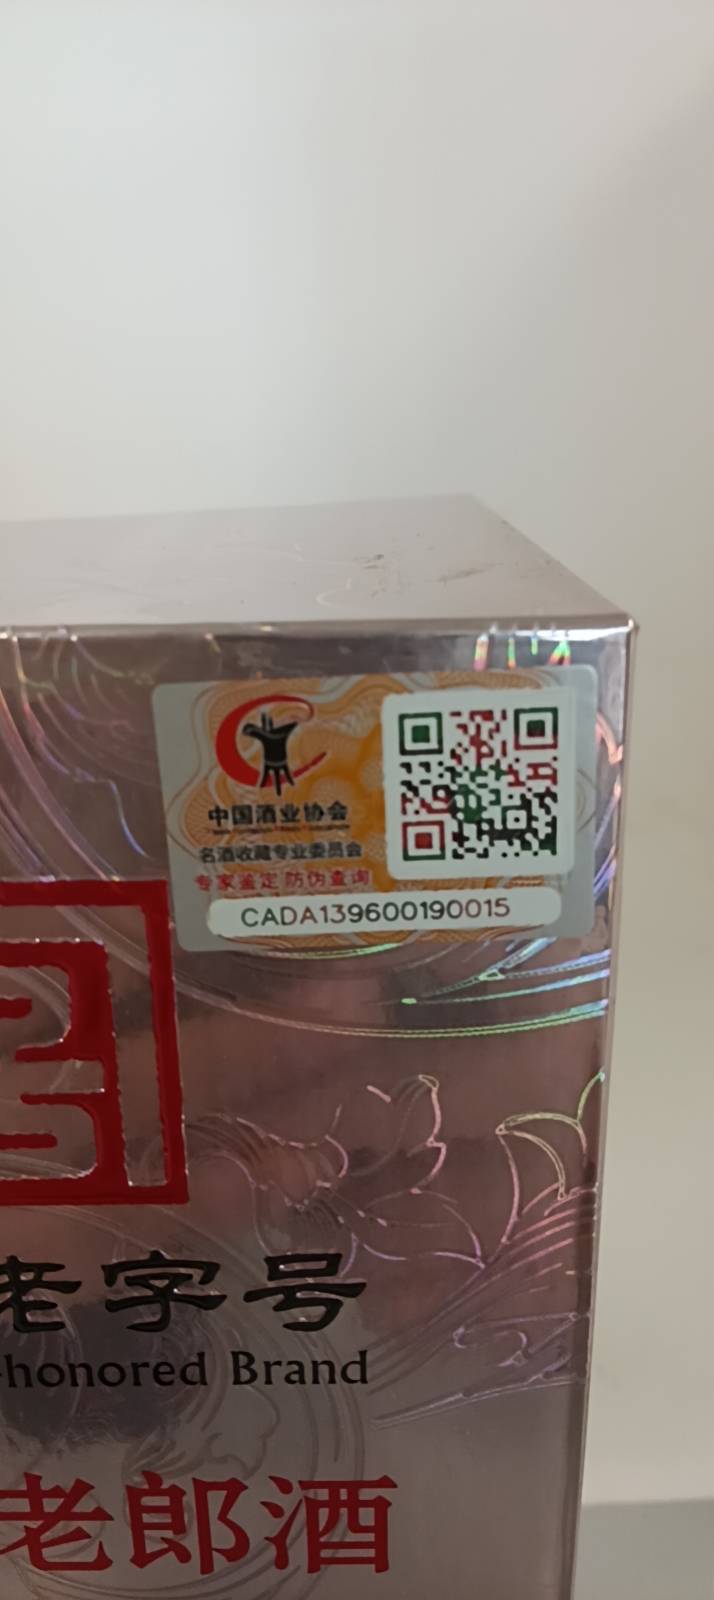 中国酒业协会
名酒收藏专业委员会
专家鉴定 防伪查询
CADA139600190015
老字号
-honored Brand
老郎酒